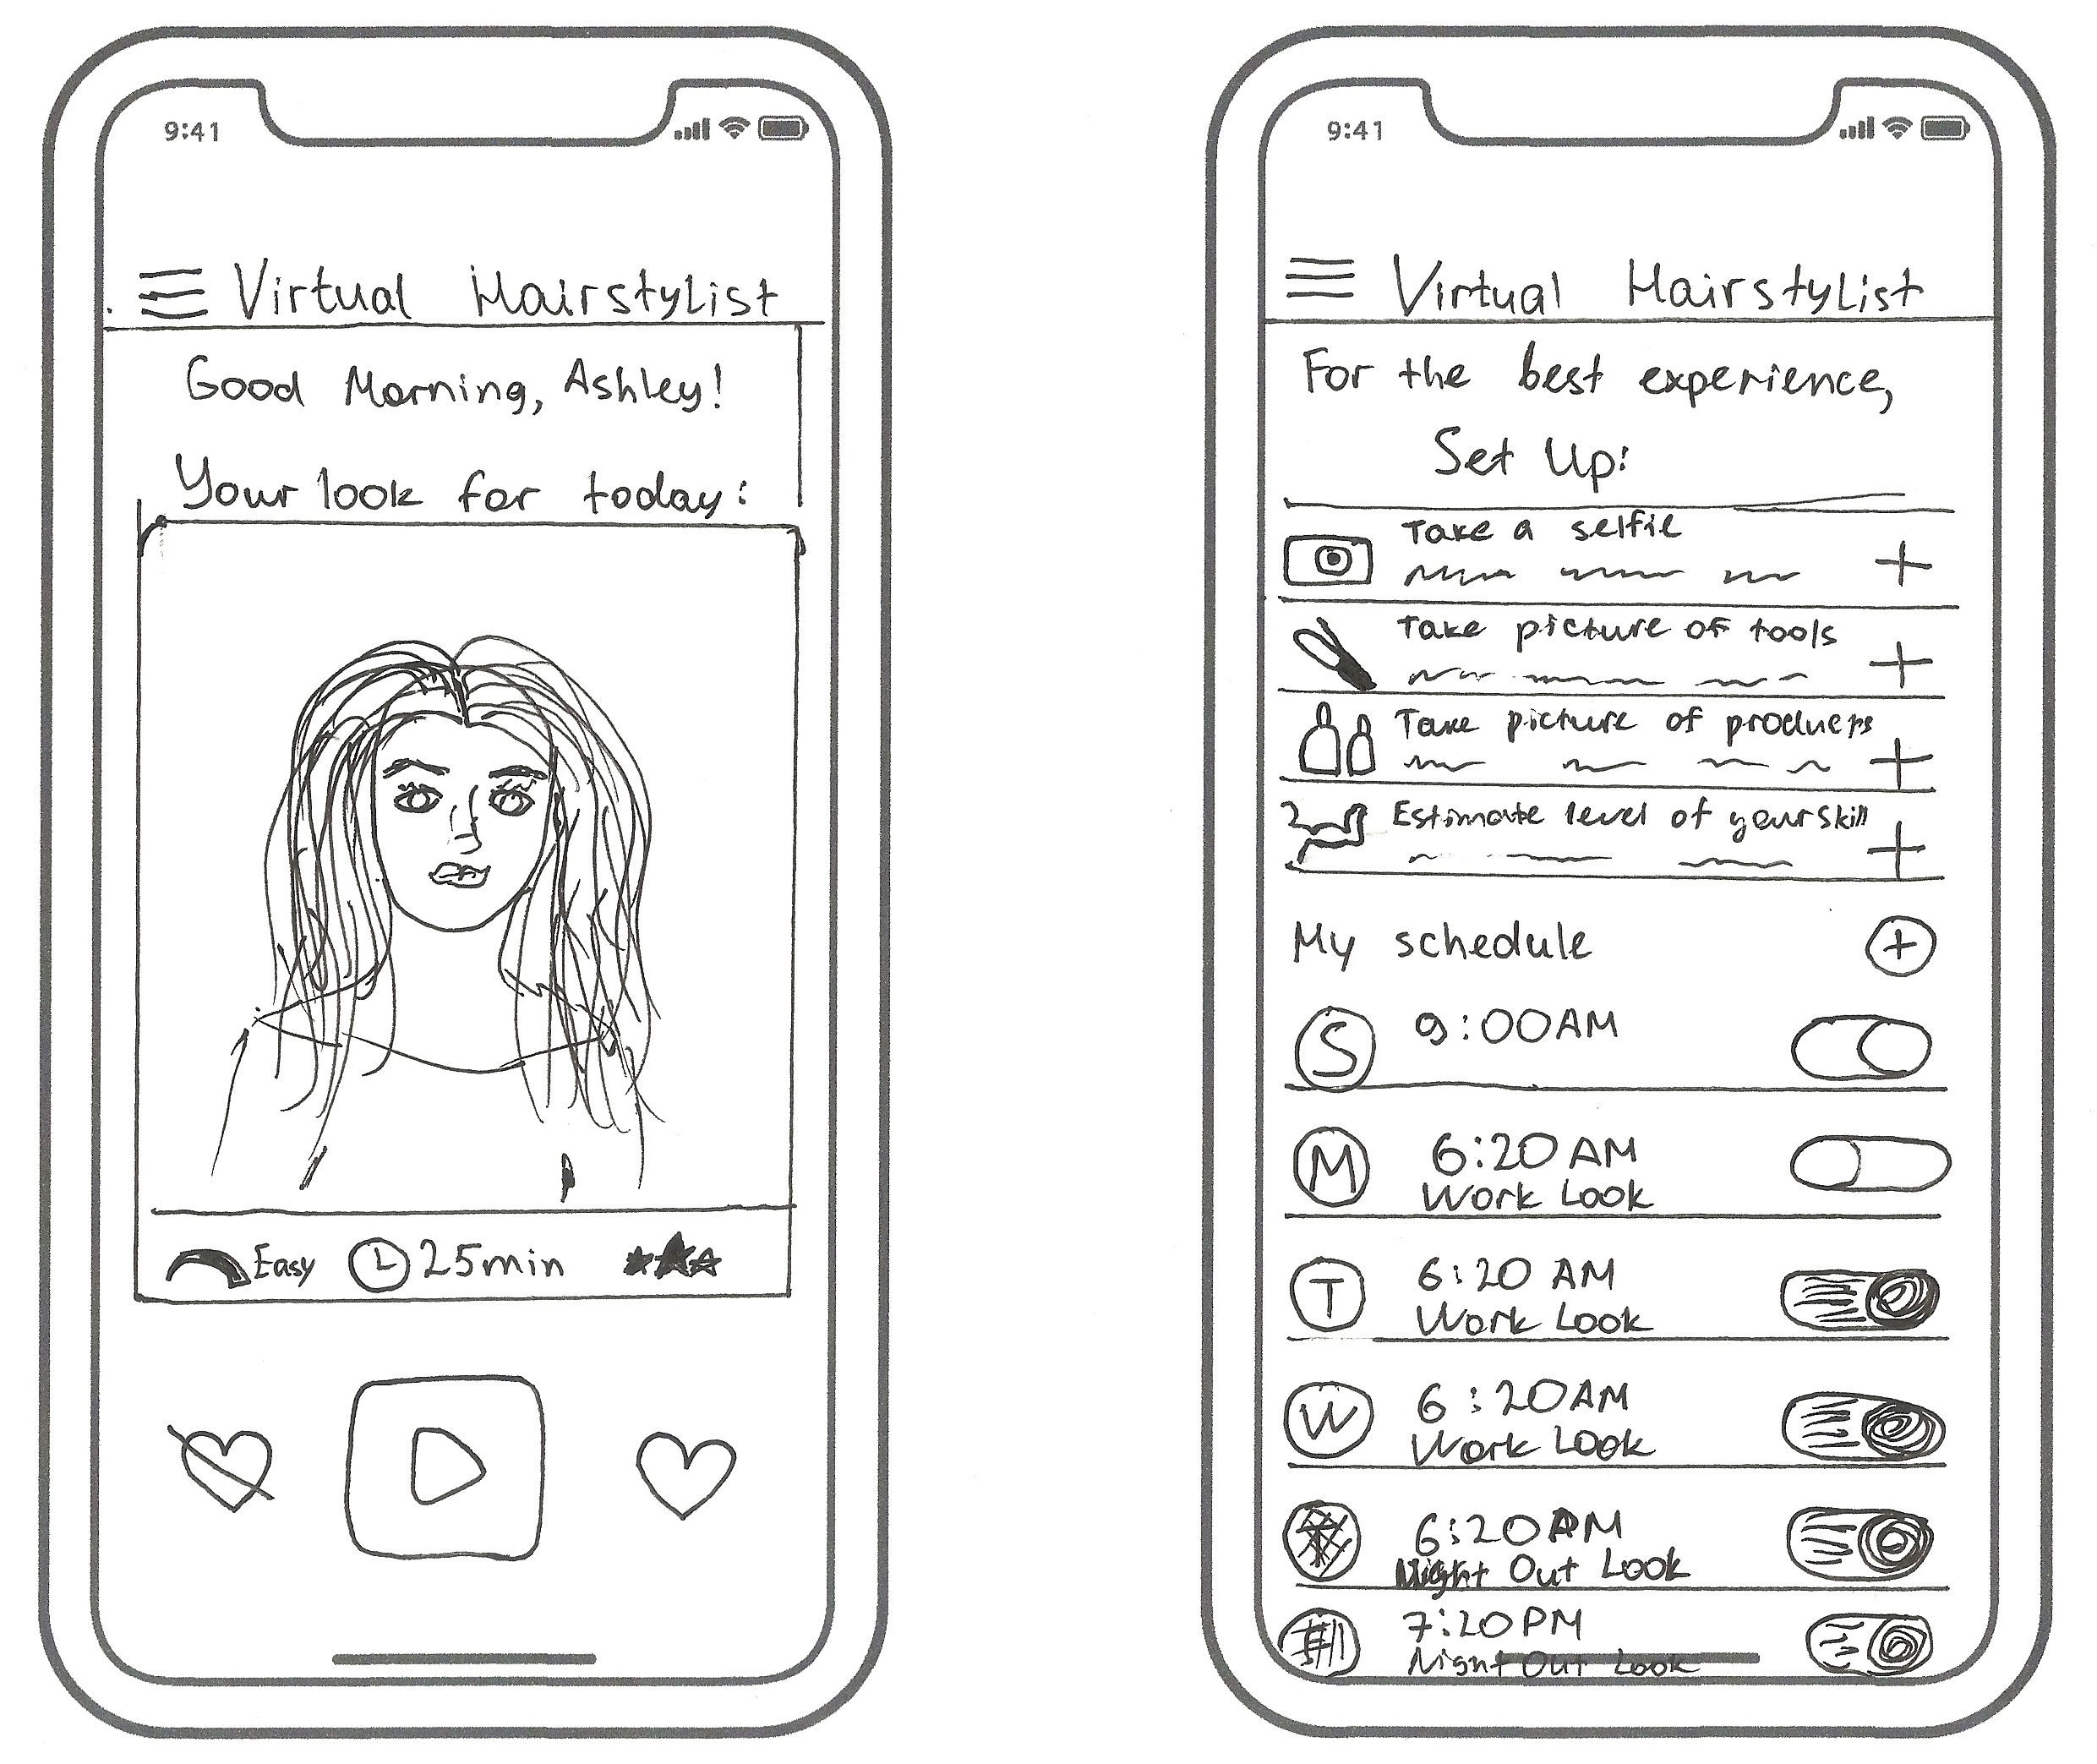 9:41
Virtual Hairstylist
Good Morning, Ashley!
Your look for today:
Easy 25min
9:41
Virtual Hairstylist
For the best experience,
Set Up:
Take a selfie
Take picture of tools
Take picture of products
Estimate level of your skill
My schedule
S 9:00AM
M 6:20 AM
Work Look
T 6:20 AM
Work Look
W 6:20AM
Work Look
T 6:20 PM
Night Out Look
7:20PM
Night Out Look